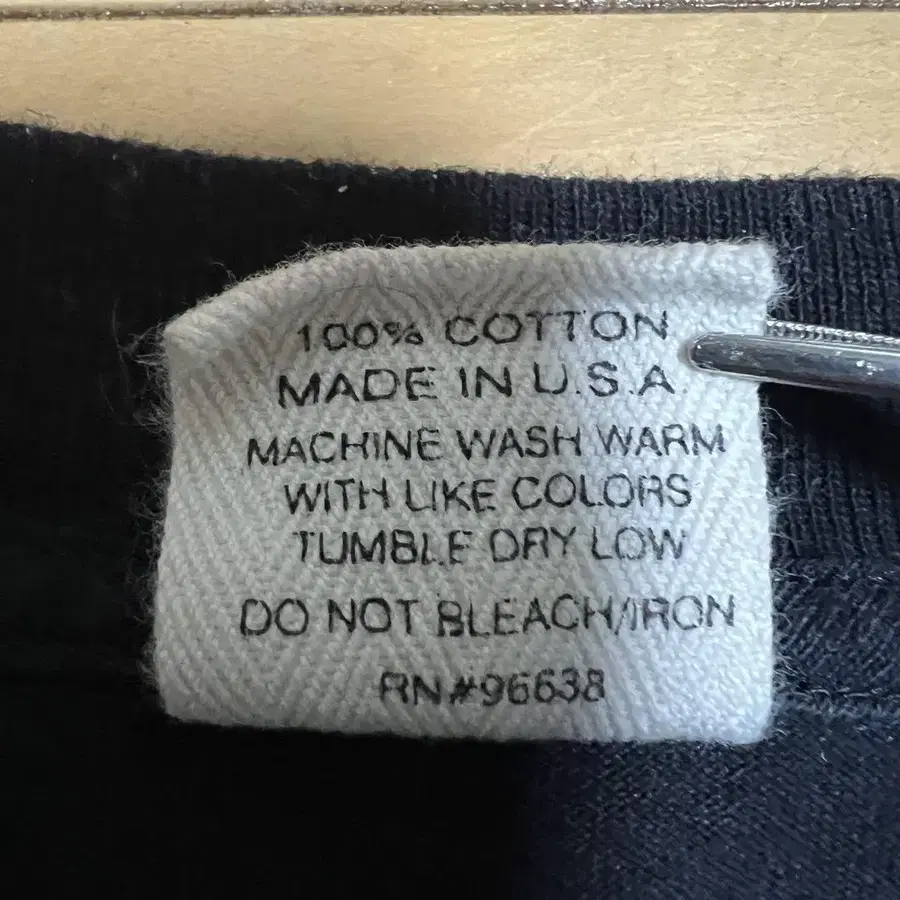 100% COTTON
MADE IN U.S.A.
MACHINE WASH WARM
WITH LIKE COLORS
TUMBLE DRY LOW
DO NOT BLEACH/IRON
RN#96638